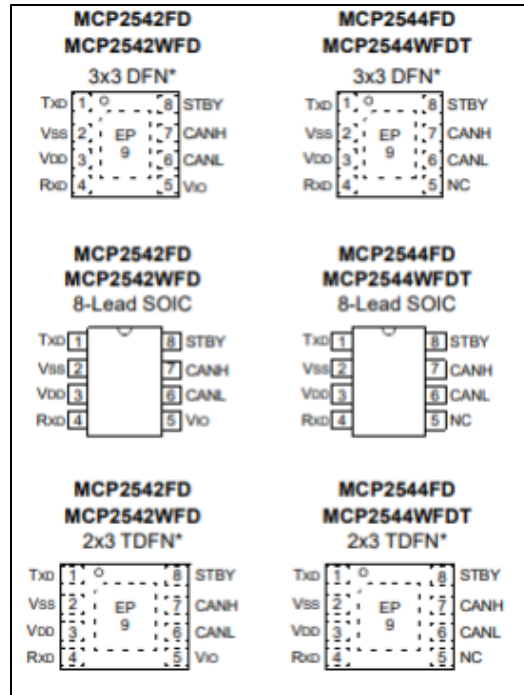 MCP2542FD
MCP2542WFD
3x3 DFN*
TXD 1 8 STBY
VSS 2 EP 7 CANH
VDD 3 9 6 CANL
RXD 4 5 VIO
MCP2544FD
MCP2544WFDT
3x3 DFN*
TXD 1 8 STBY
VSS 2 EP 7 CANH
VDD 3 9 6 CANL
RXD 4 5 NC
MCP2542FD
MCP2542WFD
8-Lead SOIC
TXD 1 8 STBY
VSS 2 7 CANH
VDD 3 6 CANL
RXD 4 5 VIO
MCP2544FD
MCP2544WFDT
8-Lead SOIC
TXD 1 8 STBY
VSS 2 7 CANH
VDD 3 6 CANL
RXD 4 5 NC
MCP2542FD
MCP2542WFD
2x3 TDFN*
TXD 1 8 STBY
VSS 2 EP 7 CANH
VDD 3 9 6 CANL
RXD 4 5 VIO
MCP2544FD
MCP2544WFDT
2x3 TDFN*
TXD 1 8 STBY
VSS 2 EP 7 CANH
VDD 3 9 6 CANL
RXD 4 5 NC